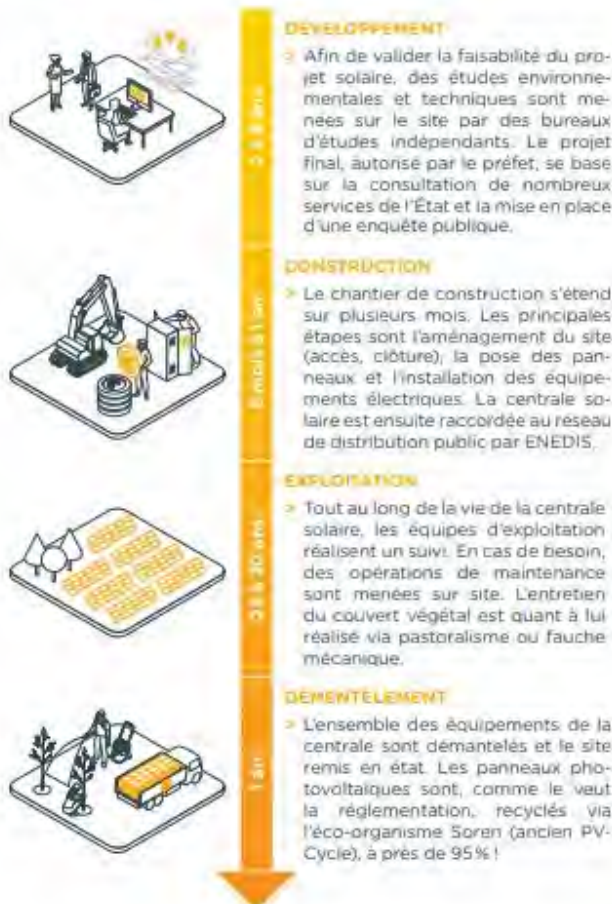 DÉVELOPPEMENT
> Afin de valider la faisabilité du pro-
jet solaire, des études environne-
mentales et techniques sont me-
nées sur le site par des bureaux
d'études indépendants. Le projet
final, autorisé par le préfet, se base
sur la consultation de nombreux
services de l'État et la mise en place
d'une enquête publique.
CONSTRUCTION
6 mois à 1 an
> Le chantier de construction s'étend
sur plusieurs mois. Les principales
étapes sont l'aménagement du site
(accès, clôture), la pose des pan-
neaux et l'installation des équipe-
ments électriques. La centrale so-
laire est ensuite raccordée au réseau
de distribution public par ENEDIS.
EXPLOITATION
> Tout au long de la vie de la centrale
solaire, les équipes d'exploitation
réalisent un suivi. En cas de besoin,
des opérations de maintenance
sont menées sur site. L'entretien
du couvert végétal est quant à lui
réalisé via pastoralisme ou fauche
mécanique.
DÉMENTÈLEMENT
1 an
> L'ensemble des équipements de la
centrale sont démantelés et le site
remis en état. Les panneaux pho-
tovoltaïques sont, comme le veut
la réglementation, recyclés via
l'éco-organisme Soren (ancien PV-
Cycle), à près de 95% !